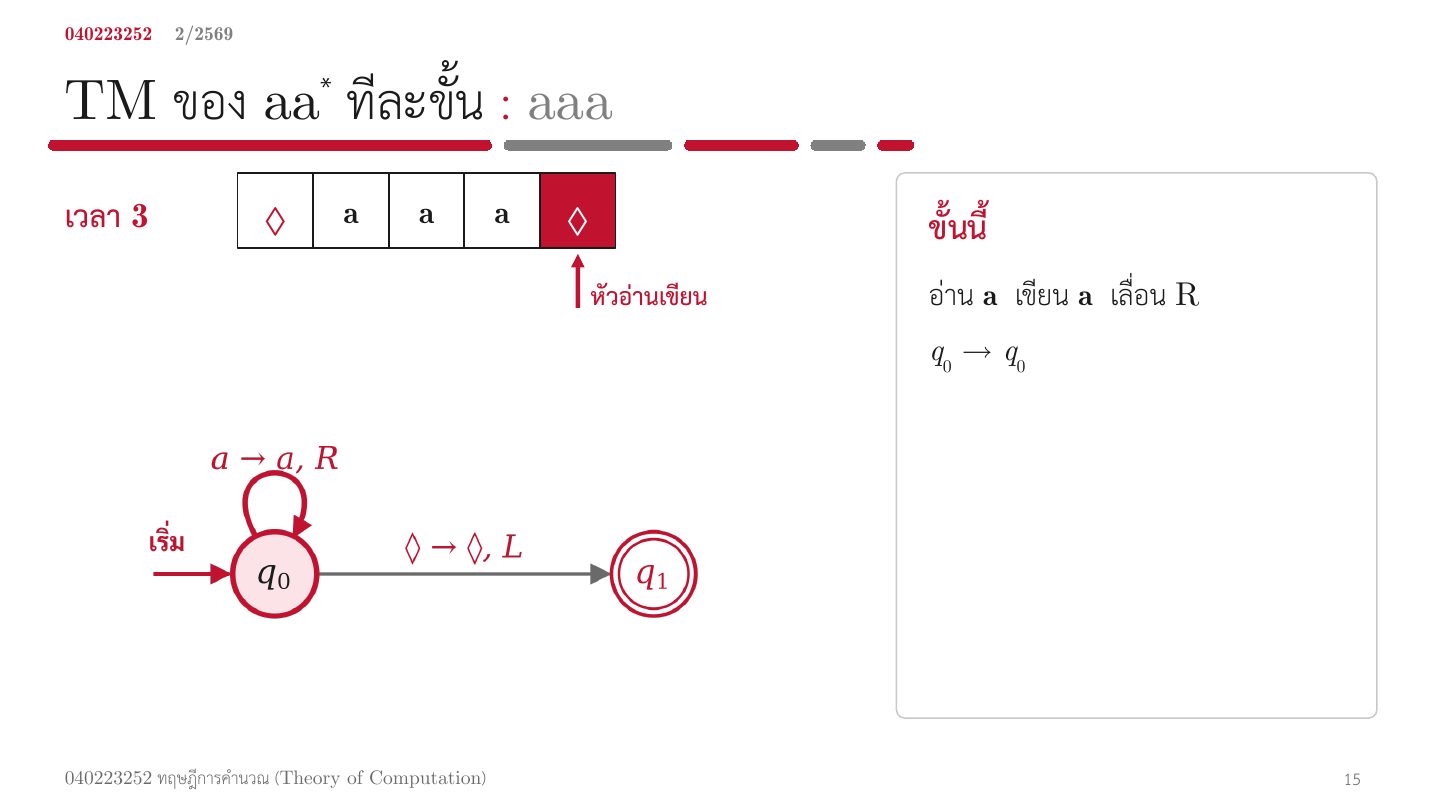 040223252 2/2569
TM ของ aa* ทีละขั้น : aaa
เวลา 3
◊ a a a ◊
หัวอ่านเขียน
ขั้นนี้
อ่าน a เขียน a เลื่อน R
q₀ → q₀
a → a, R
เริ่ม
◊ → ◊, L
q₀
q₁
040223252 ทฤษฎีการคำนวณ (Theory of Computation)
15